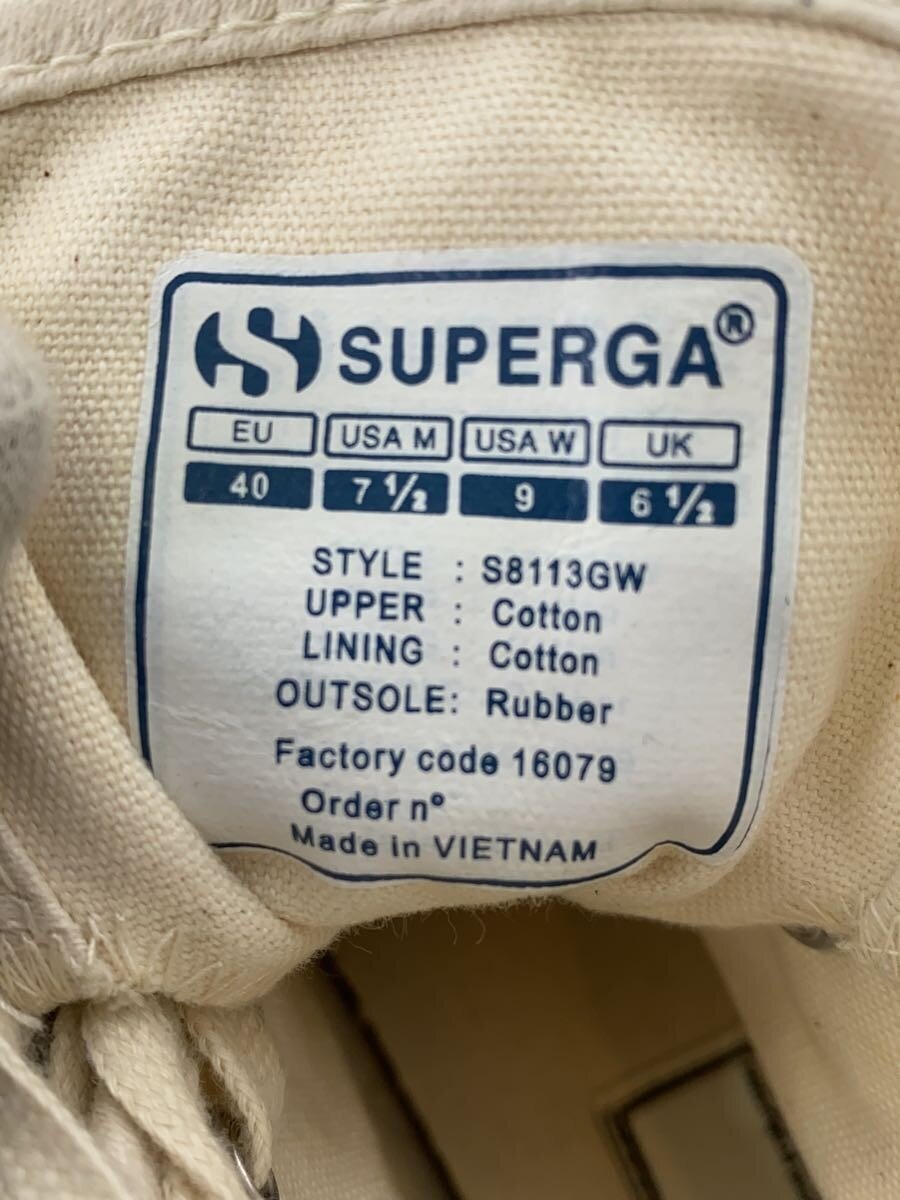 SUPERGA®
EU USA M USA W UK
40 7 1/2 9 6 1/2
STYLE : S8113GW
UPPER : Cotton
LINING : Cotton
OUTSOLE: Rubber
Factory code 16079
Order nº
Made in VIETNAM